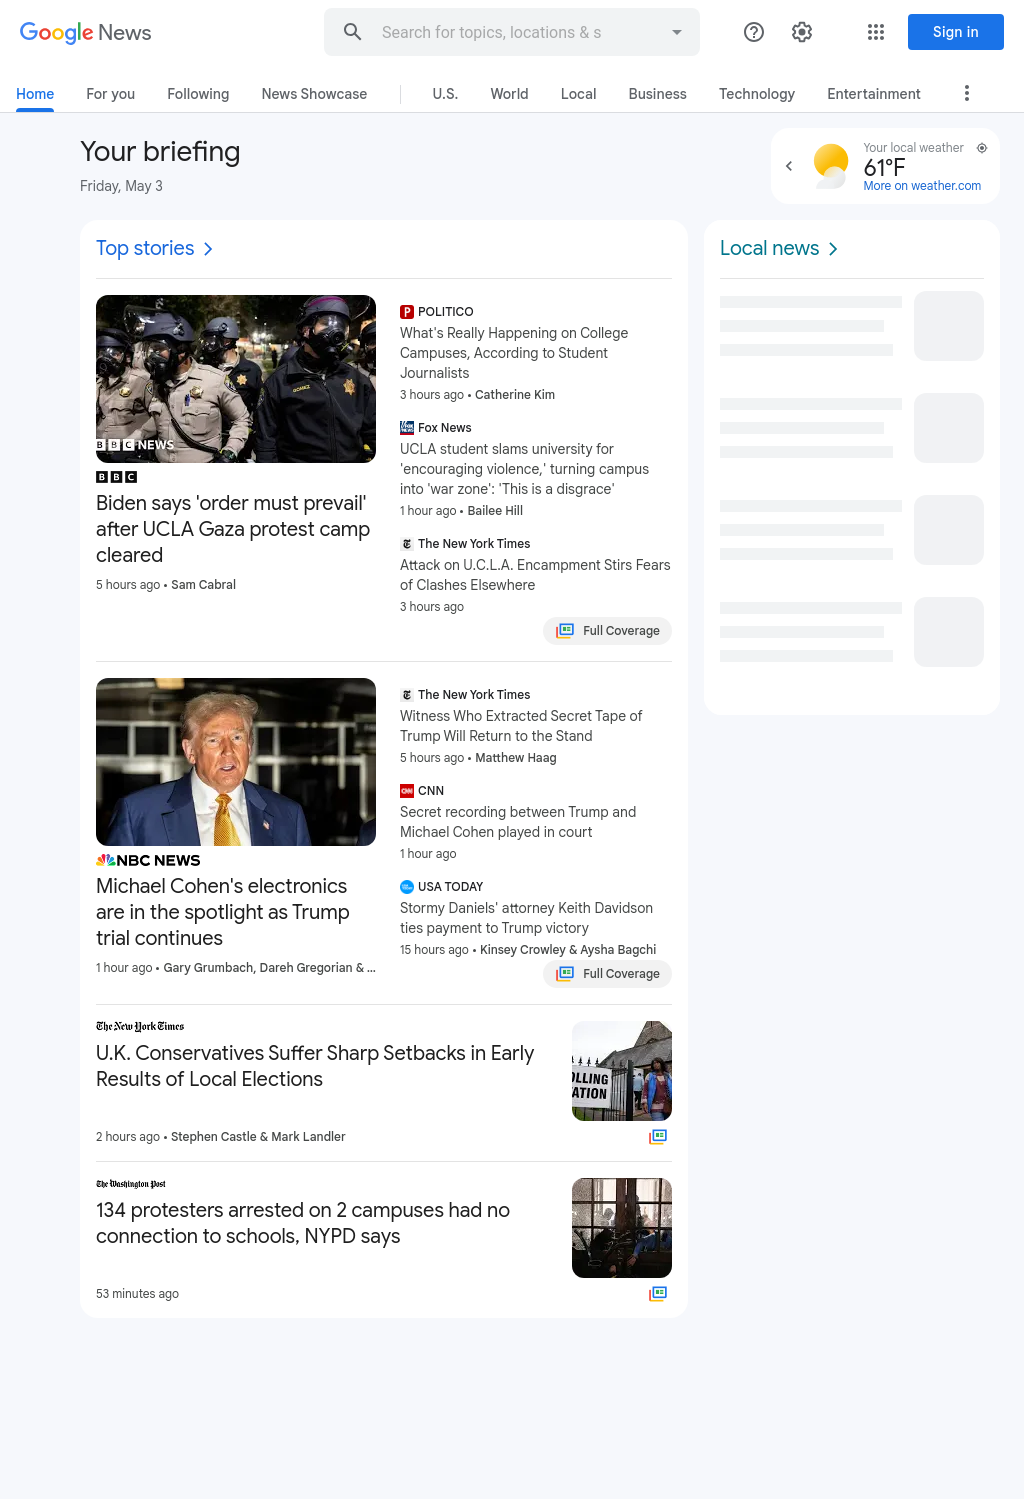 Google News
Search for topics, locations & s
Sign in
Home
For you
Following
News Showcase
U.S.
World
Local
Business
Technology
Entertainment
Your briefing
Friday, May 3
Your local weather
61°F
More on weather.com
Top stories
BBC NEWS
BBC
Biden says 'order must prevail'
after UCLA Gaza protest camp
cleared
5 hours ago • Sam Cabral
GOMEZ
POLITICO
What's Really Happening on College
Campuses, According to Student
Journalists
3 hours ago • Catherine Kim
Fox News
UCLA student slams university for
'encouraging violence,' turning campus
into 'war zone': 'This is a disgrace'
1 hour ago • Bailee Hill
The New York Times
Attack on U.C.L.A. Encampment Stirs Fears
of Clashes Elsewhere
3 hours ago
Full Coverage
NBC NEWS
Michael Cohen's electronics
are in the spotlight as Trump
trial continues
1 hour ago • Gary Grumbach, Dareh Gregorian & ...
The New York Times
Witness Who Extracted Secret Tape of
Trump Will Return to the Stand
5 hours ago • Matthew Haag
CNN
Secret recording between Trump and
Michael Cohen played in court
1 hour ago
USA TODAY
Stormy Daniels' attorney Keith Davidson
ties payment to Trump victory
15 hours ago • Kinsey Crowley & Aysha Bagchi
Full Coverage
The New York Times
U.K. Conservatives Suffer Sharp Setbacks in Early
Results of Local Elections
2 hours ago • Stephen Castle & Mark Landler
OLLING
ATION
The Washington Post
134 protesters arrested on 2 campuses had no
connection to schools, NYPD says
53 minutes ago
Local news